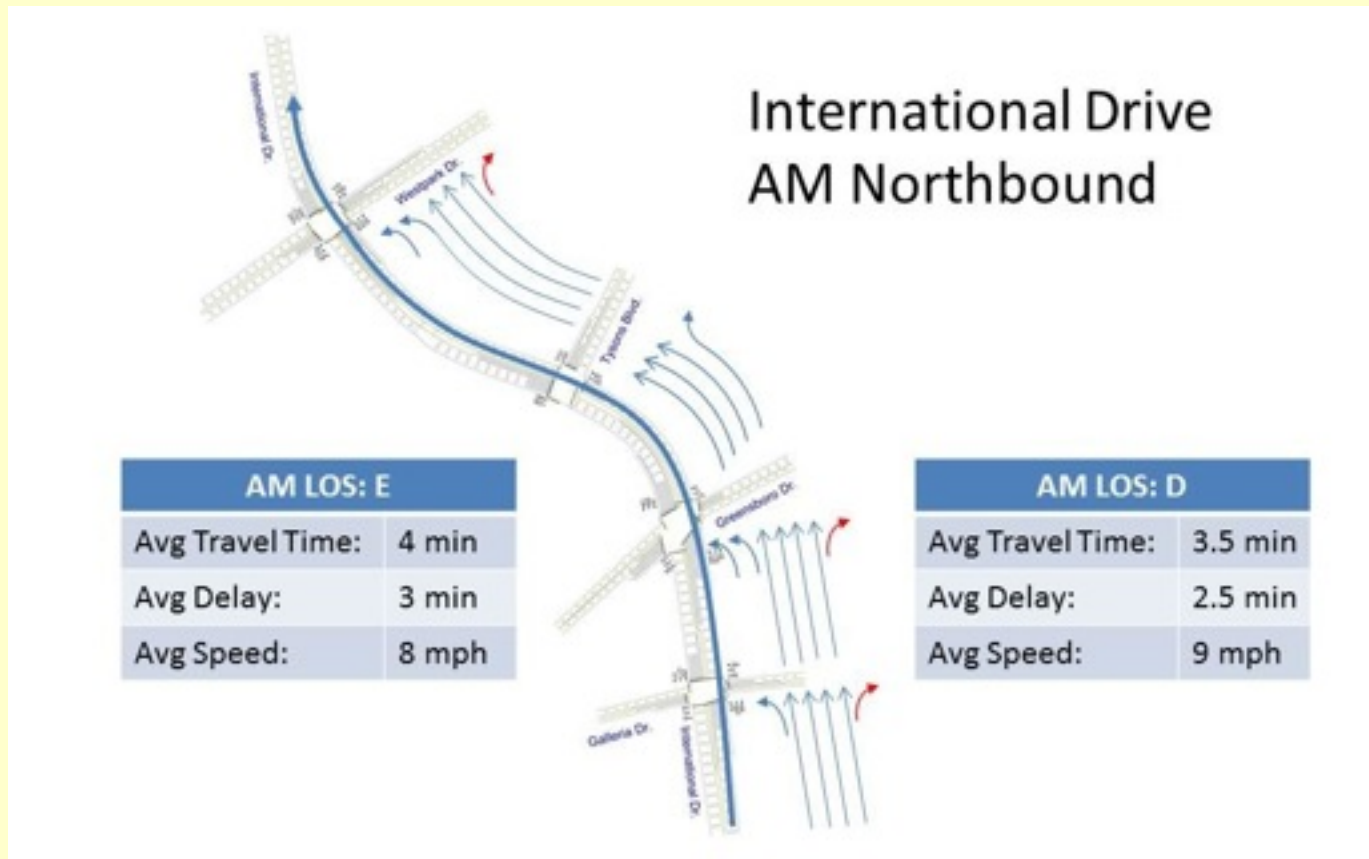 International Drive
AM Northbound
International Dr.
Westpark Dr.
Tysons Blvd.
Greensboro Dr.
Galleria Dr.
International Dr.
AM LOS: E
Avg Travel Time: 4 min
Avg Delay: 3 min
Avg Speed: 8 mph
AM LOS: D
Avg Travel Time: 3.5 min
Avg Delay: 2.5 min
Avg Speed: 9 mph